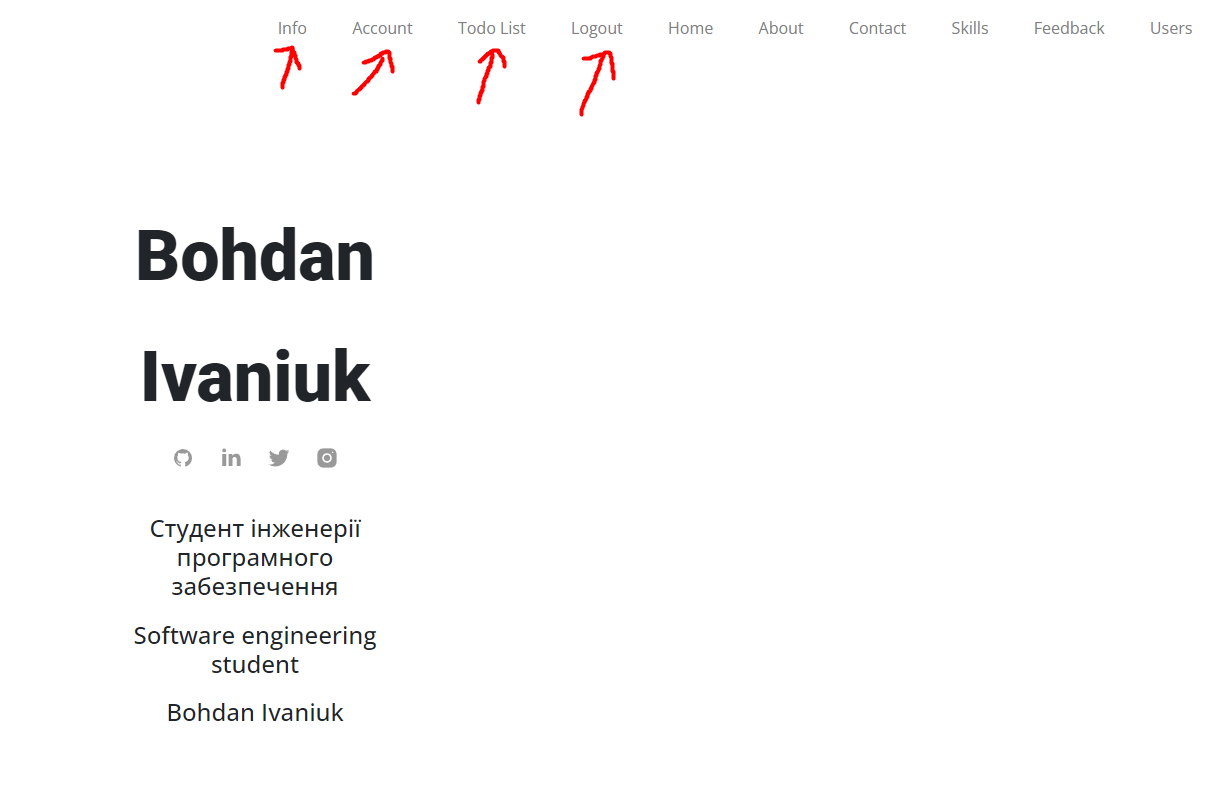 Info Account Todo List Logout Home About Contact Skills Feedback Users
Bohdan
Ivaniuk
Студент інженерії
програмного
забезпечення
Software engineering
student
Bohdan Ivaniuk